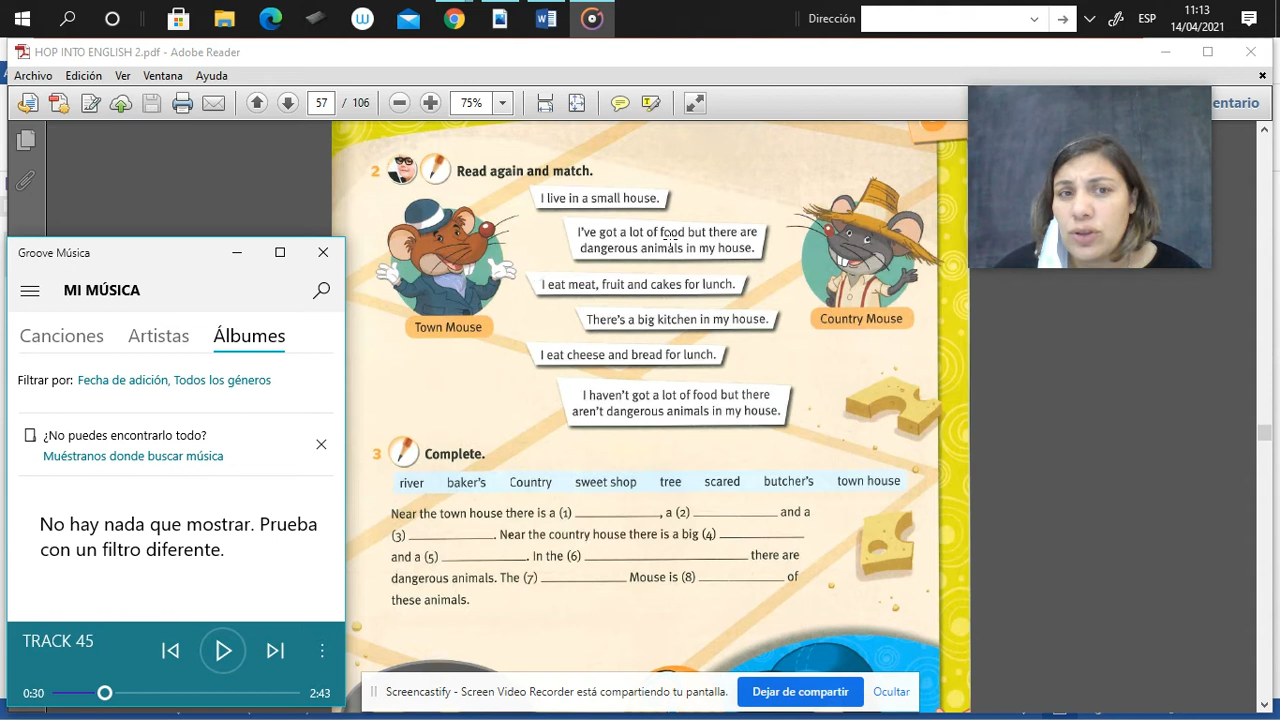 Dirección
ESP
11:13
14/04/2021
HOP INTO ENGLISH 2.pdf - Adobe Reader
Archivo Edición Ver Ventana Ayuda
57 / 106
75%
entario
2 Read again and match.
I live in a small house.
I've got a lot of food but there are
dangerous animals in my house.
I eat meat, fruit and cakes for lunch.
There's a big kitchen in my house.
I eat cheese and bread for lunch.
I haven't got a lot of food but there
aren't dangerous animals in my house.
Town Mouse
Country Mouse
3 Complete.
river baker's Country sweet shop tree scared butcher's town house
Near the town house there is a (1) ____________, a (2) ____________ and a
(3) ____________. Near the country house there is a big (4) ____________
and a (5) ____________. In the (6) ______________________ there are
dangerous animals. The (7) ____________ Mouse is (8) ____________ of
these animals.
Groove Música
MI MÚSICA
Canciones Artistas Álbumes
Filtrar por: Fecha de adición, Todos los géneros
¿No puedes encontrarlo todo?
Muéstranos donde buscar música
No hay nada que mostrar. Prueba
con un filtro diferente.
TRACK 45
0:30 2:43
Screencastify - Screen Video Recorder está compartiendo tu pantalla. Dejar de compartir Ocultar